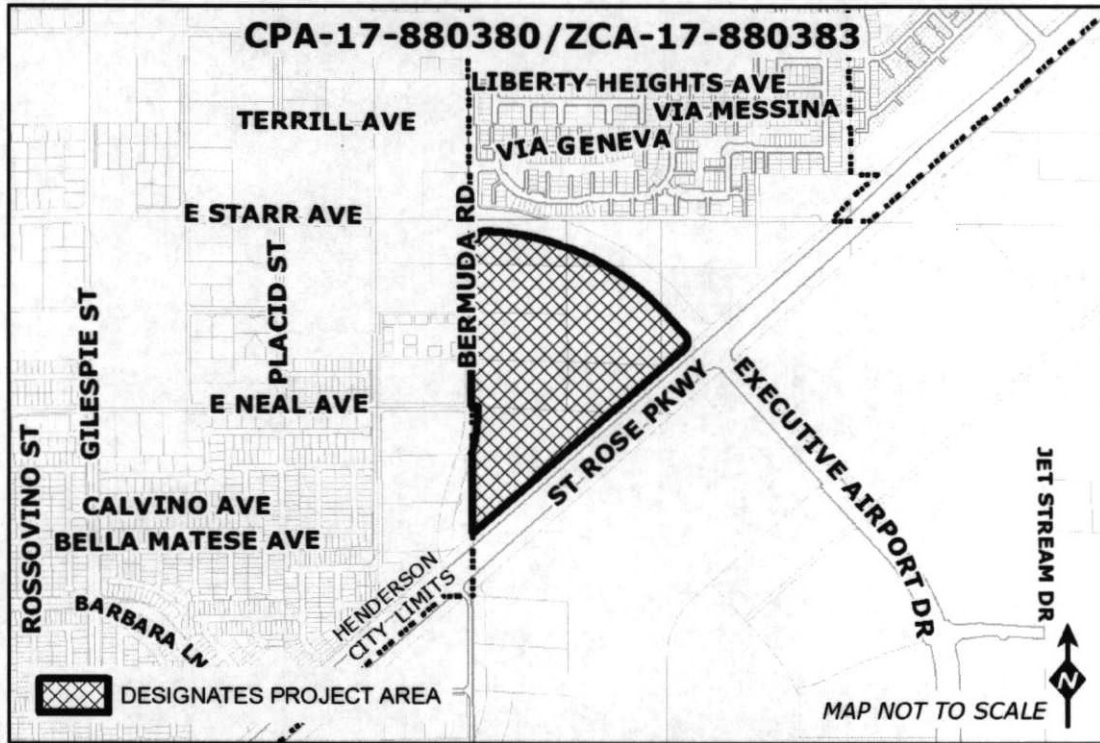 CPA-17-880380/ZCA-17-880383
LIBERTY HEIGHTS AVE
TERRILL AVE
VIA MESSINA
VIA GENEVA
E STARR AVE
BERMUDA RD
PLACID ST
GILESPIE ST
E NEAL AVE
ST ROSE PKWY
EXECUTIVE AIRPORT DR
ROSSOVINO ST
JET STREAM DR
CALVINO AVE
BELLA MATESE AVE
HENDERSON
CITY LIMITS
BARBARA LN
DESIGNATES PROJECT AREA
N
MAP NOT TO SCALE